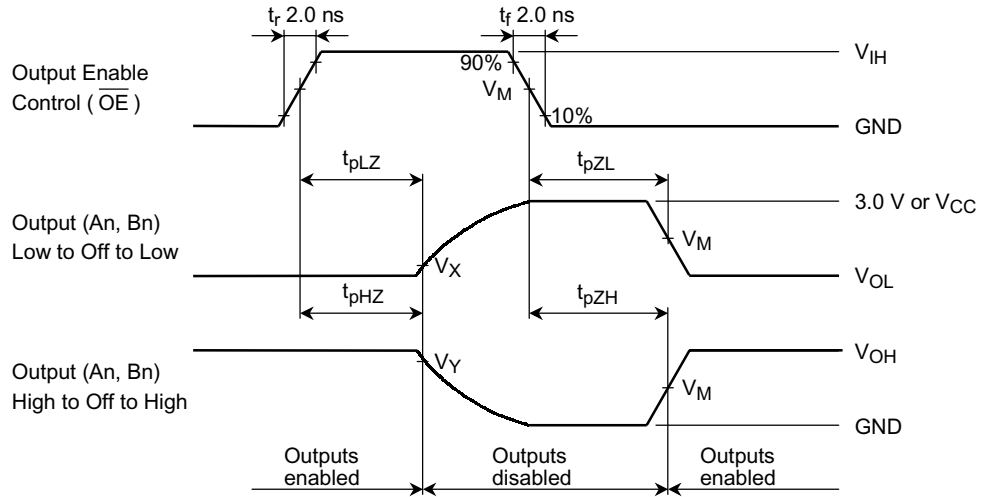 tr 2.0 ns
tf 2.0 ns
Output Enable
Control ( OE )
90%
VM
10%
VIH
GND
tpLZ
tpZL
3.0 V or VCC
Output (An, Bn)
Low to Off to Low
VX
VM
VOL
tpHZ
tpZH
VOH
Output (An, Bn)
High to Off to High
VY
VM
GND
Outputs
enabled
Outputs
disabled
Outputs
enabled